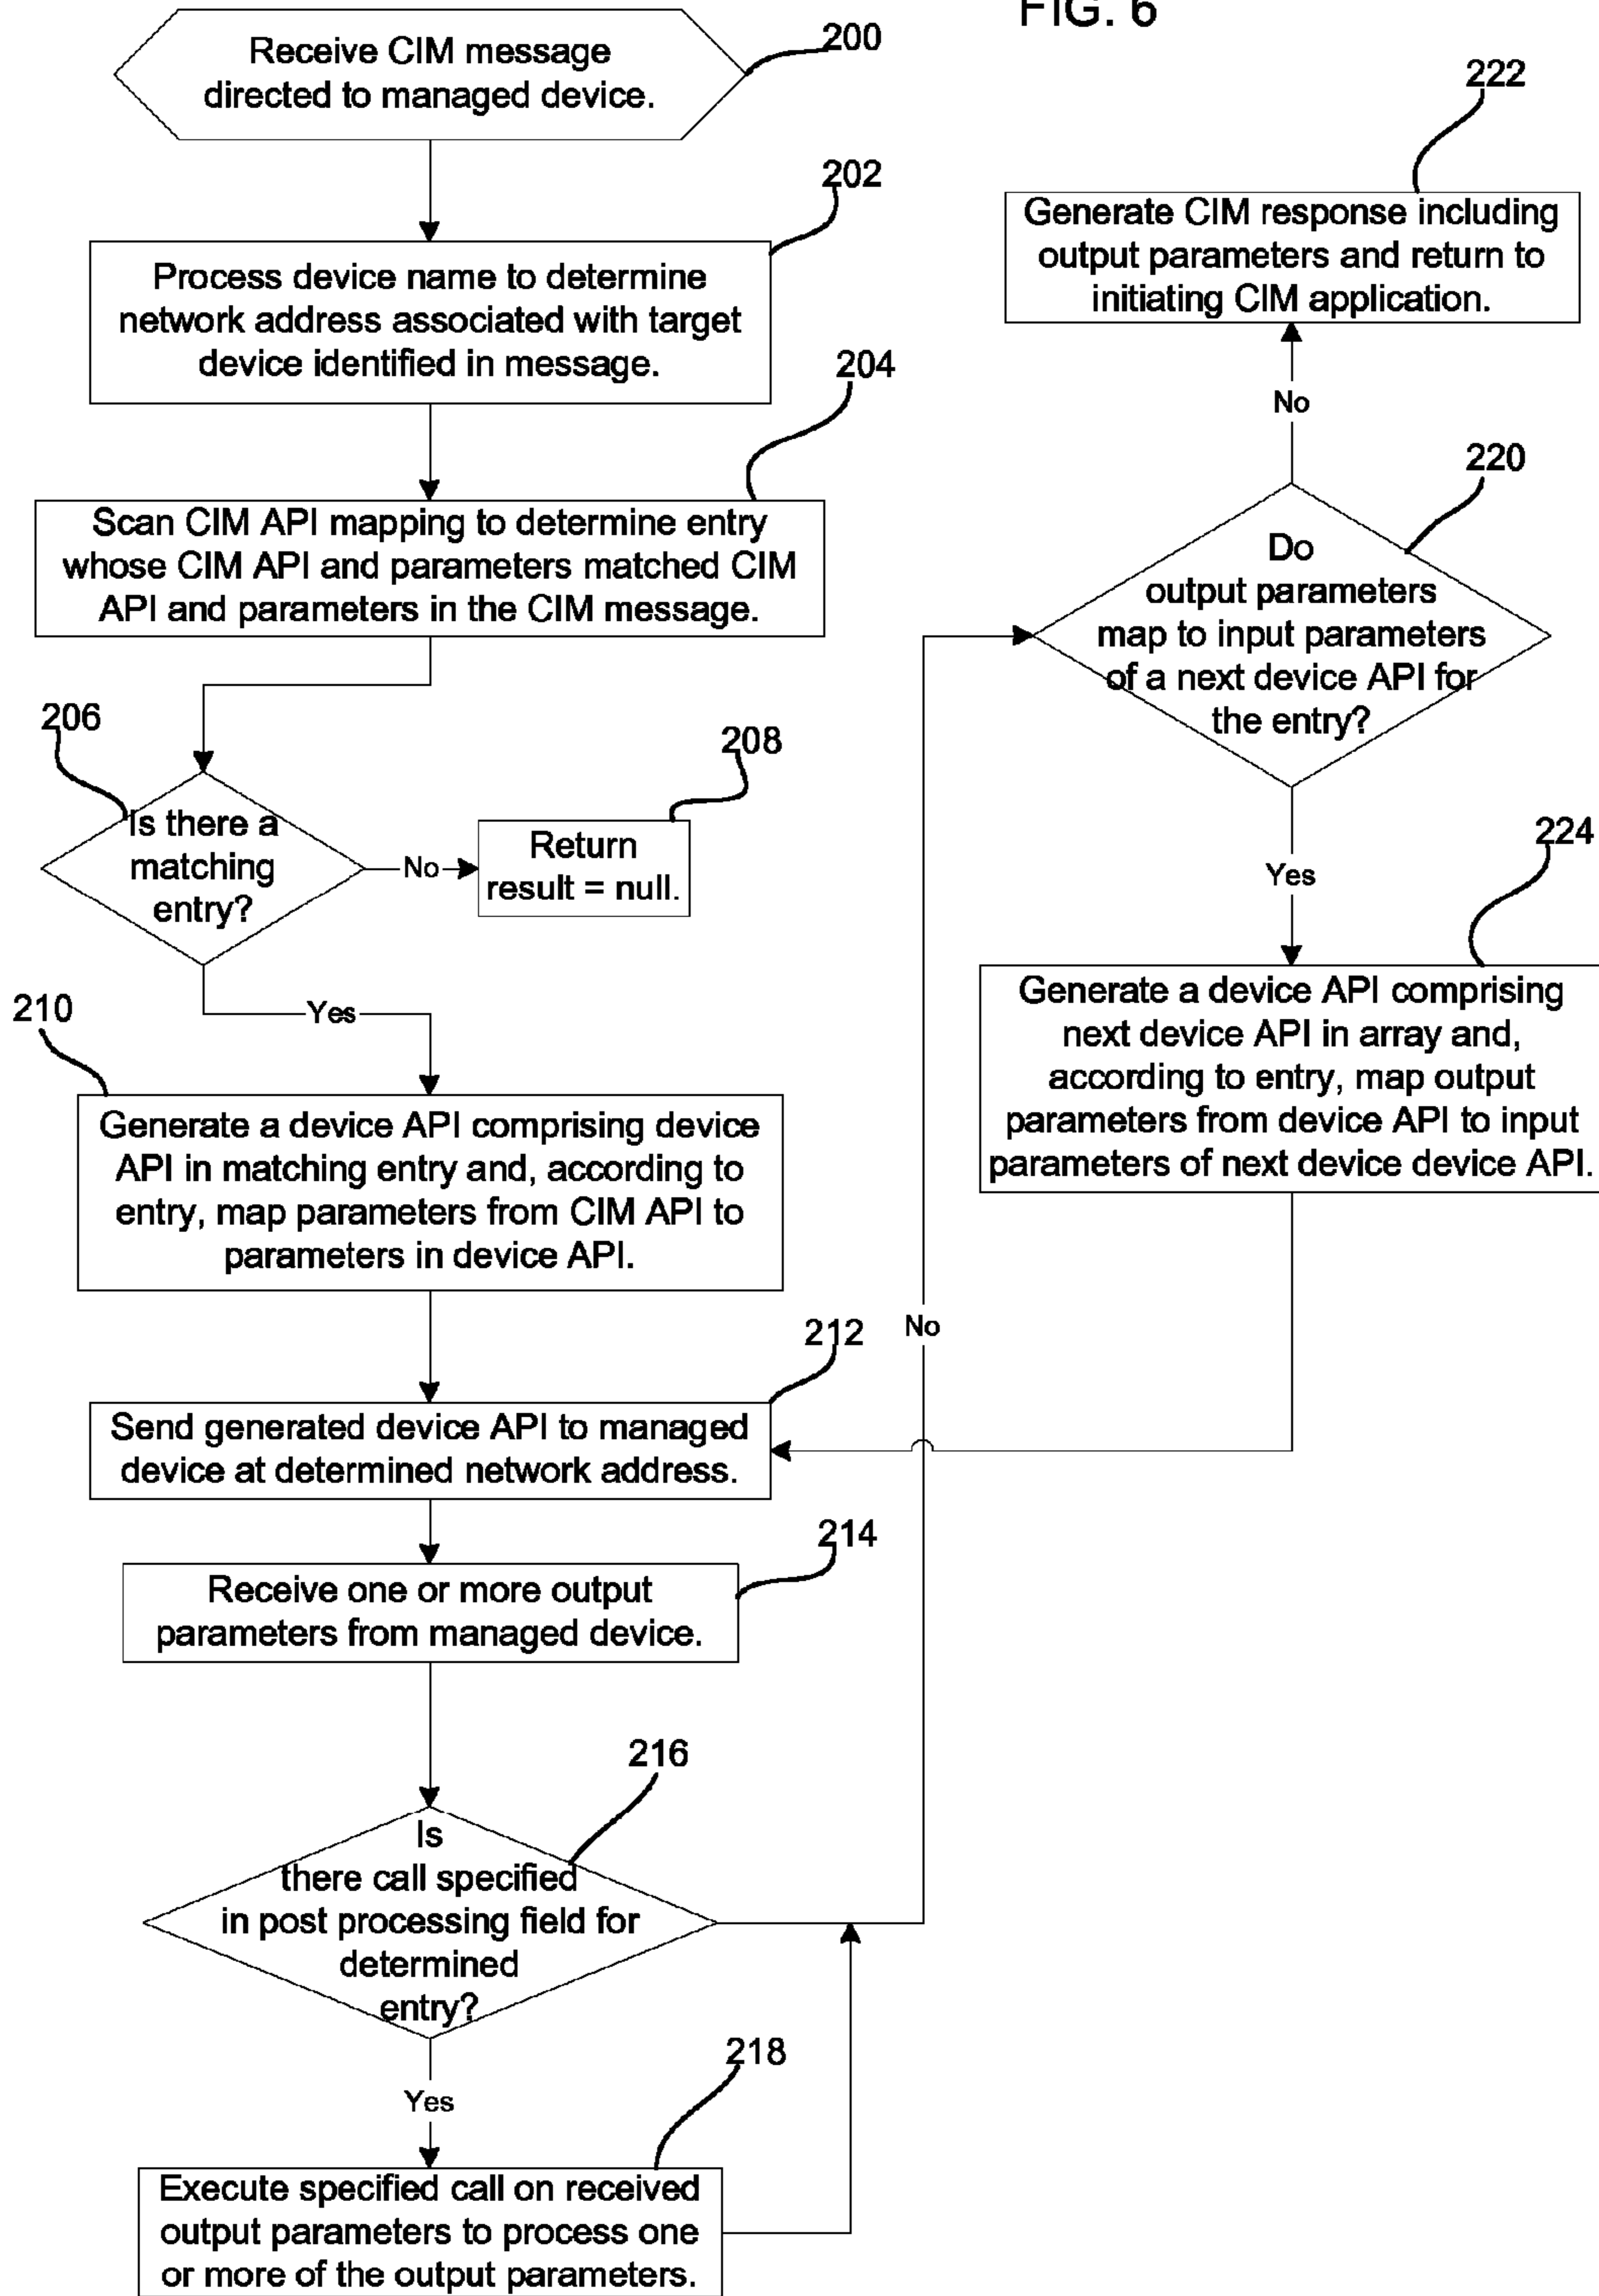 FIG. 6
Receive CIM message
directed to managed device.
200
202
Process device name to determine
network address associated with target
device identified in message.
204
Scan CIM API mapping to determine entry
whose CIM API and parameters matched CIM
API and parameters in the CIM message.
206
Is there a
matching
entry?
No
208
Return
result = null.
Yes
210
Generate a device API comprising device
API in matching entry and, according to
entry, map parameters from CIM API to
parameters in device API.
212
Send generated device API to managed
device at determined network address.
214
Receive one or more output
parameters from managed device.
216
Is
there call specified
in post processing field for
determined
entry?
No
Yes
218
Execute specified call on received
output parameters to process one
or more of the output parameters.
220
Do
output parameters
map to input parameters
of a next device API for
the entry?
No
222
Generate CIM response including
output parameters and return to
initiating CIM application.
Yes
224
Generate a device API comprising
next device API in array and,
according to entry, map output
parameters from device API to input
parameters of next device device API.